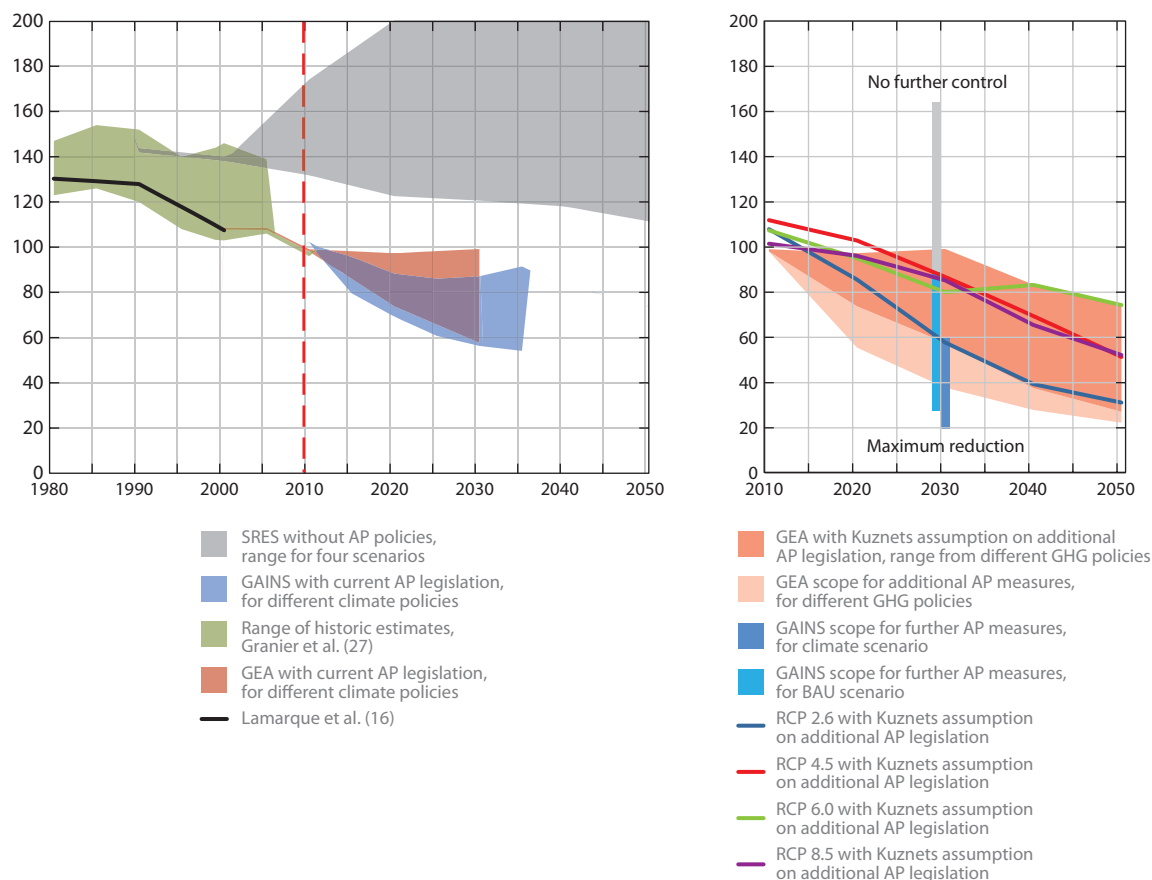 200
180
160
140
120
100
80
60
40
20
0
1980
1990
2000
2010
2020
2030
2040
2050
SRES without AP policies,
range for four scenarios
GAINS with current AP legislation,
for different climate policies
Range of historic estimates,
Granier et al. (27)
GEA with current AP legislation,
for different climate policies
Lamarque et al. (16)
200
180
160
140
120
100
80
60
40
20
0
No further control
Maximum reduction
2010
2020
2030
2040
2050
GEA with Kuznets assumption on additional
AP legislation, range from different GHG policies
GEA scope for additional AP measures,
for different GHG policies
GAINS scope for further AP measures,
for climate scenario
GAINS scope for further AP measures,
for BAU scenario
RCP 2.6 with Kuznets assumption
on additional AP legislation
RCP 4.5 with Kuznets assumption
on additional AP legislation
RCP 6.0 with Kuznets assumption
on additional AP legislation
RCP 8.5 with Kuznets assumption
on additional AP legislation